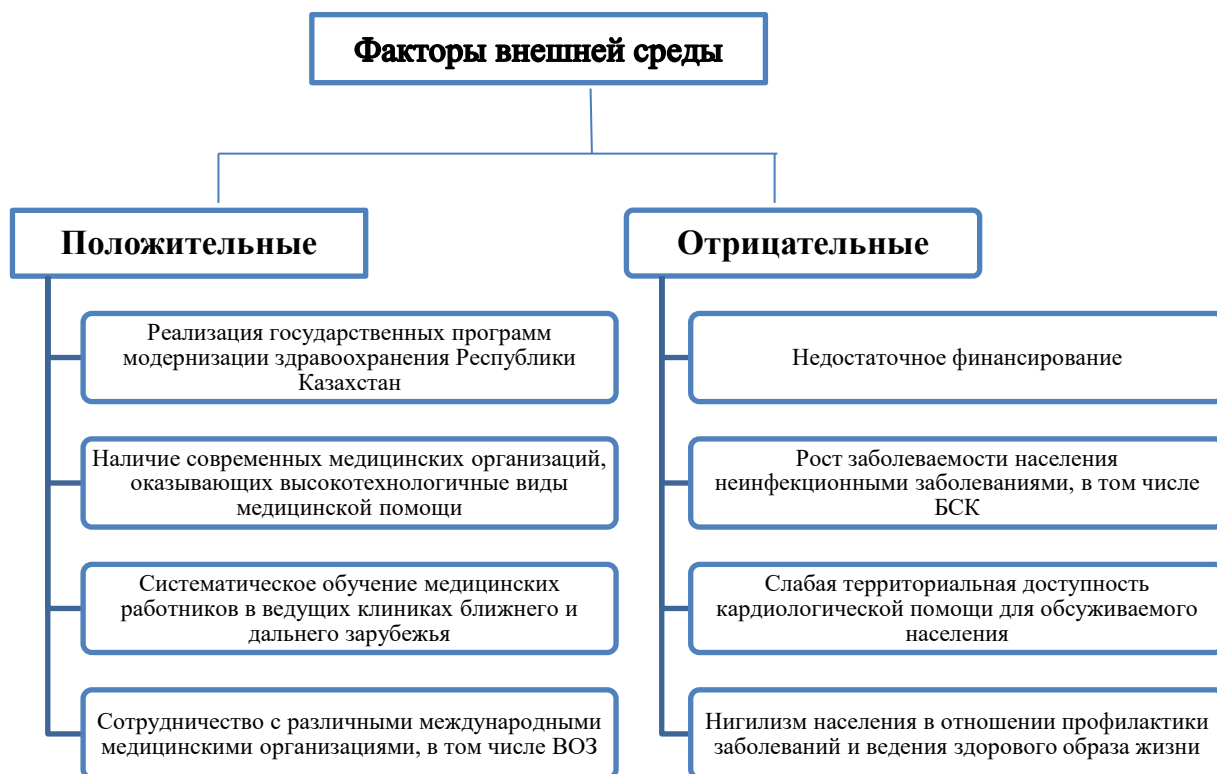 Факторы внешней среды
Положительные
Реализация государственных программ
модернизации здравоохранения Республики
Казахстан
Наличие современных медицинских организаций,
оказывающих высокотехнологичные виды
медицинской помощи
Систематическое обучение медицинских
работников в ведущих клиниках ближнего и
дальнего зарубежья
Сотрудничество с различными международными
медицинскими организациями, в том числе ВОЗ
Отрицательные
Недостаточное финансирование
Рост заболеваемости населения
неинфекционными заболеваниями, в том числе
БСК
Слабая территориальная доступность
кардиологической помощи для обсуживаемого
населения
Нигилизм населения в отношении профилактики
заболеваний и ведения здорового образа жизни